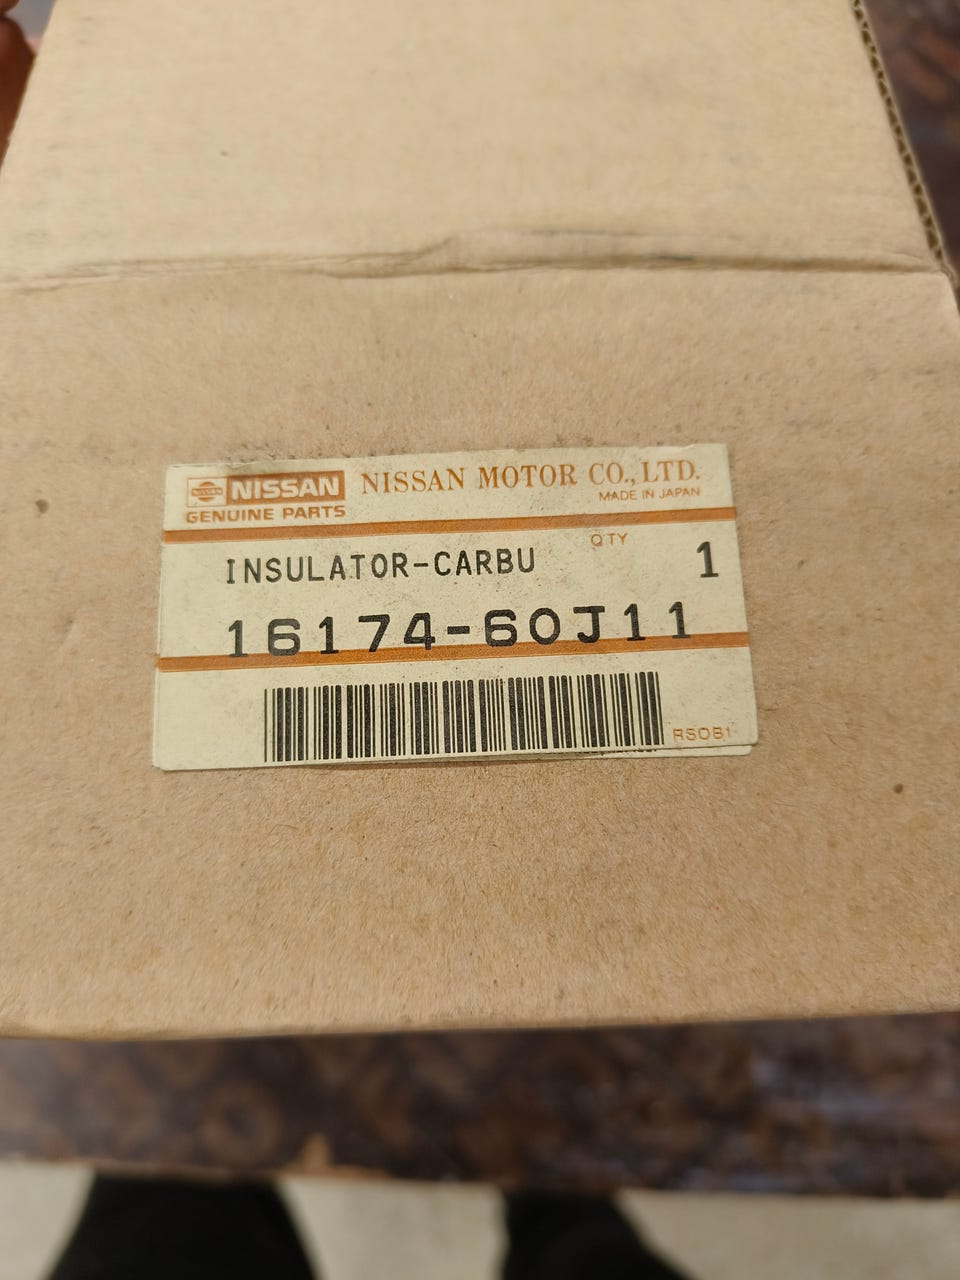 NISSAN NISSAN MOTOR CO., LTD.
GENUINE PARTS MADE IN JAPAN
INSULATOR-CARBU QTY 1
16174-60J11
RSOB1